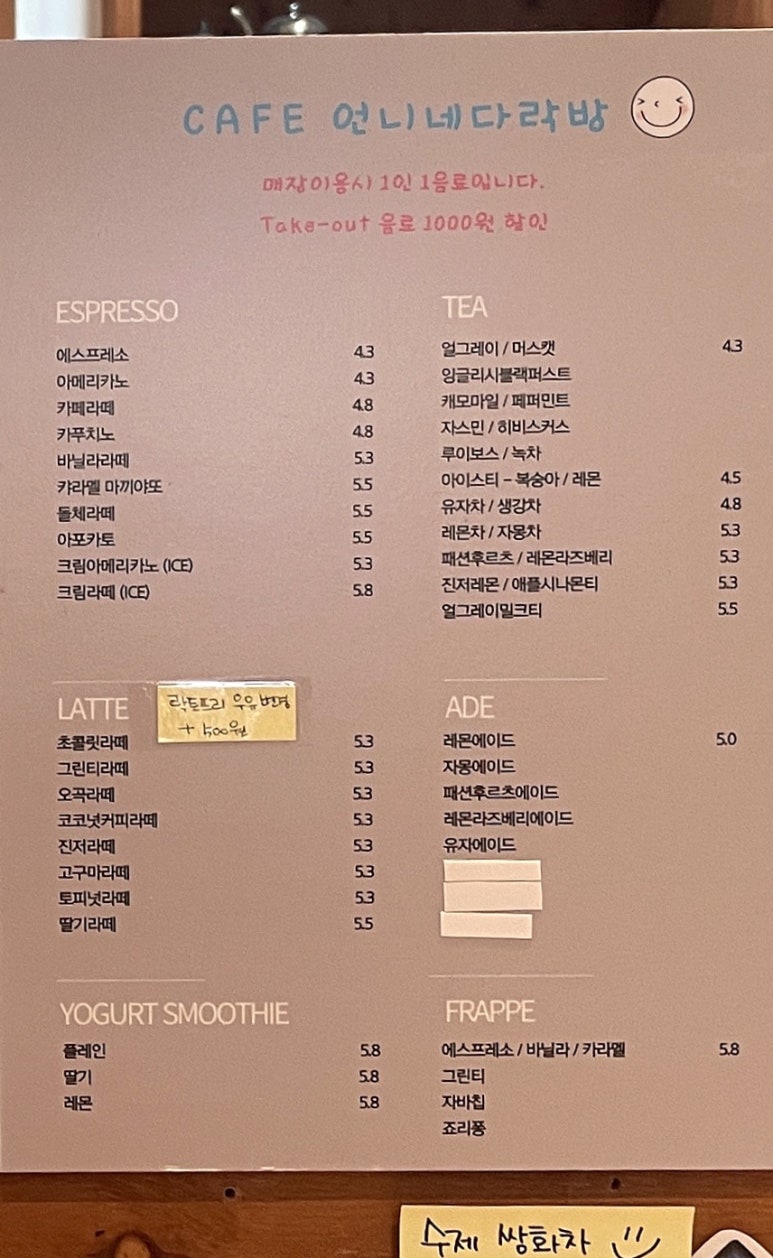 CAFE 언니네다락방
매장이용시 1인 1음료입니다.
Take-out 음료 1000원 할인
ESPRESSO
에스프레소 4.3
아메리카노 4.3
카페라떼 4.8
카푸치노 4.8
바닐라라떼 5.3
캬라멜 마끼야또 5.5
돌체라떼 5.5
아포카토 5.5
크림아메리카노 (ICE) 5.3
크림라떼 (ICE) 5.8
TEA
얼그레이 / 머스캣 4.3
잉글리시블랙퍼스트
캐모마일 / 페퍼민트
자스민 / 히비스커스
루이보스 / 녹차
아이스티 - 복숭아 / 레몬 4.5
유자차 / 생강차 4.8
레몬차 / 자몽차 5.3
패션후르츠 / 레몬라즈베리 5.3
진저레몬 / 애플시나몬티 5.3
얼그레이밀크티 5.5
LATTE
락토프리 우유변경
+ 500원
초콜릿라떼 5.3
그린티라떼 5.3
오곡라떼 5.3
코코넛커피라떼 5.3
진저라떼 5.3
고구마라떼 5.3
토피넛라떼 5.3
딸기라떼 5.5
ADE
레몬에이드 5.0
자몽에이드
패션후르츠에이드
레몬라즈베리에이드
유자에이드
YOGURT SMOOTHIE
플레인 5.8
딸기 5.8
레몬 5.8
FRAPPE
에스프레소 / 바닐라 / 카라멜 5.8
그린티
자바칩
죠리퐁
수제 쌍화차